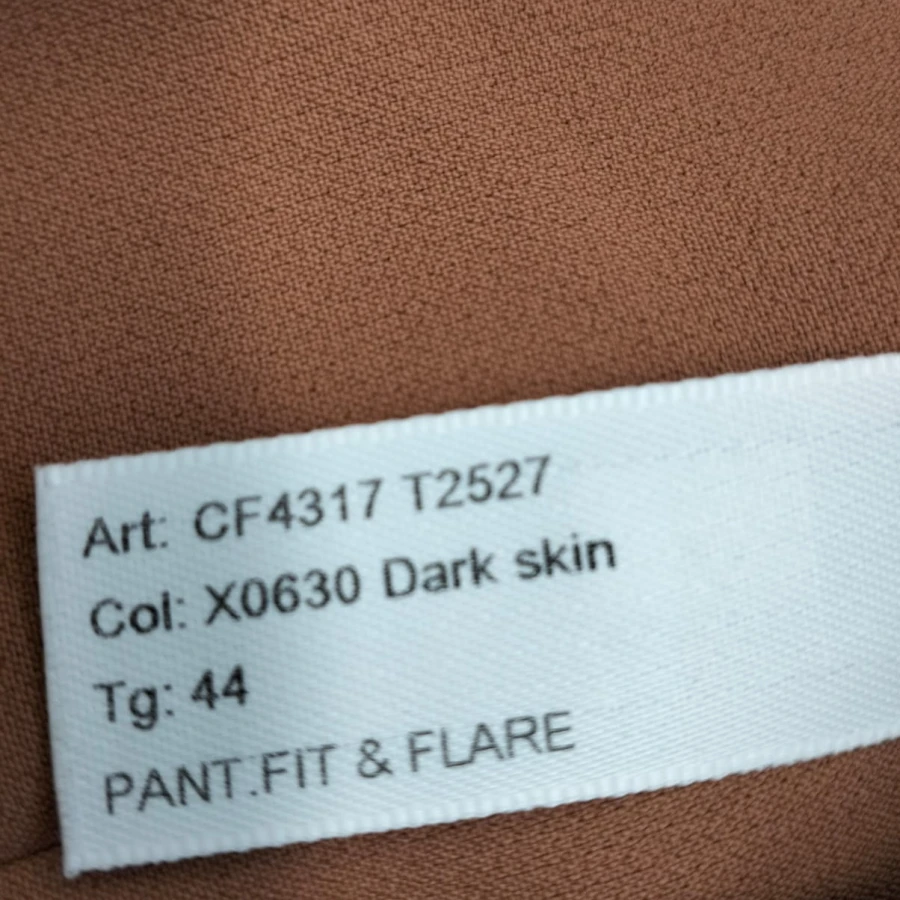 Art: CF4317 T2527
Col: X0630 Dark skin
Tg: 44
PANT.FIT & FLARE